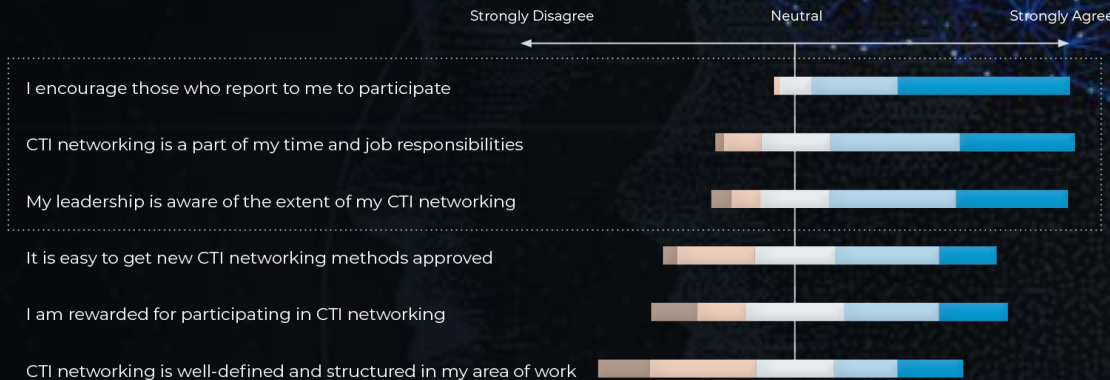 Strongly Disagree
Neutral
Strongly Agree
I encourage those who report to me to participate
CTI networking is a part of my time and job responsibilities
My leadership is aware of the extent of my CTI networking
It is easy to get new CTI networking methods approved
I am rewarded for participating in CTI networking
CTI networking is well-defined and structured in my area of work